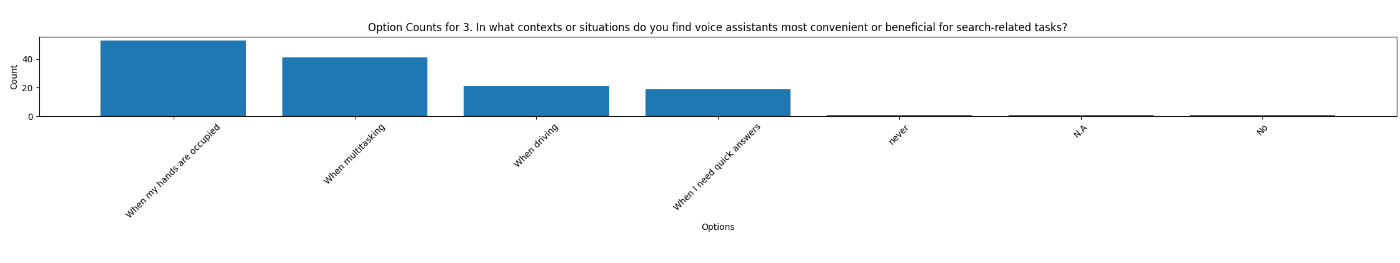 Option Counts for 3. In what contexts or situations do you find voice assistants most convenient or beneficial for search-related tasks?
Count
40
20
0
When my hands are occupied
When multitasking
When driving
When I need quick answers
never
N.A
No
Options